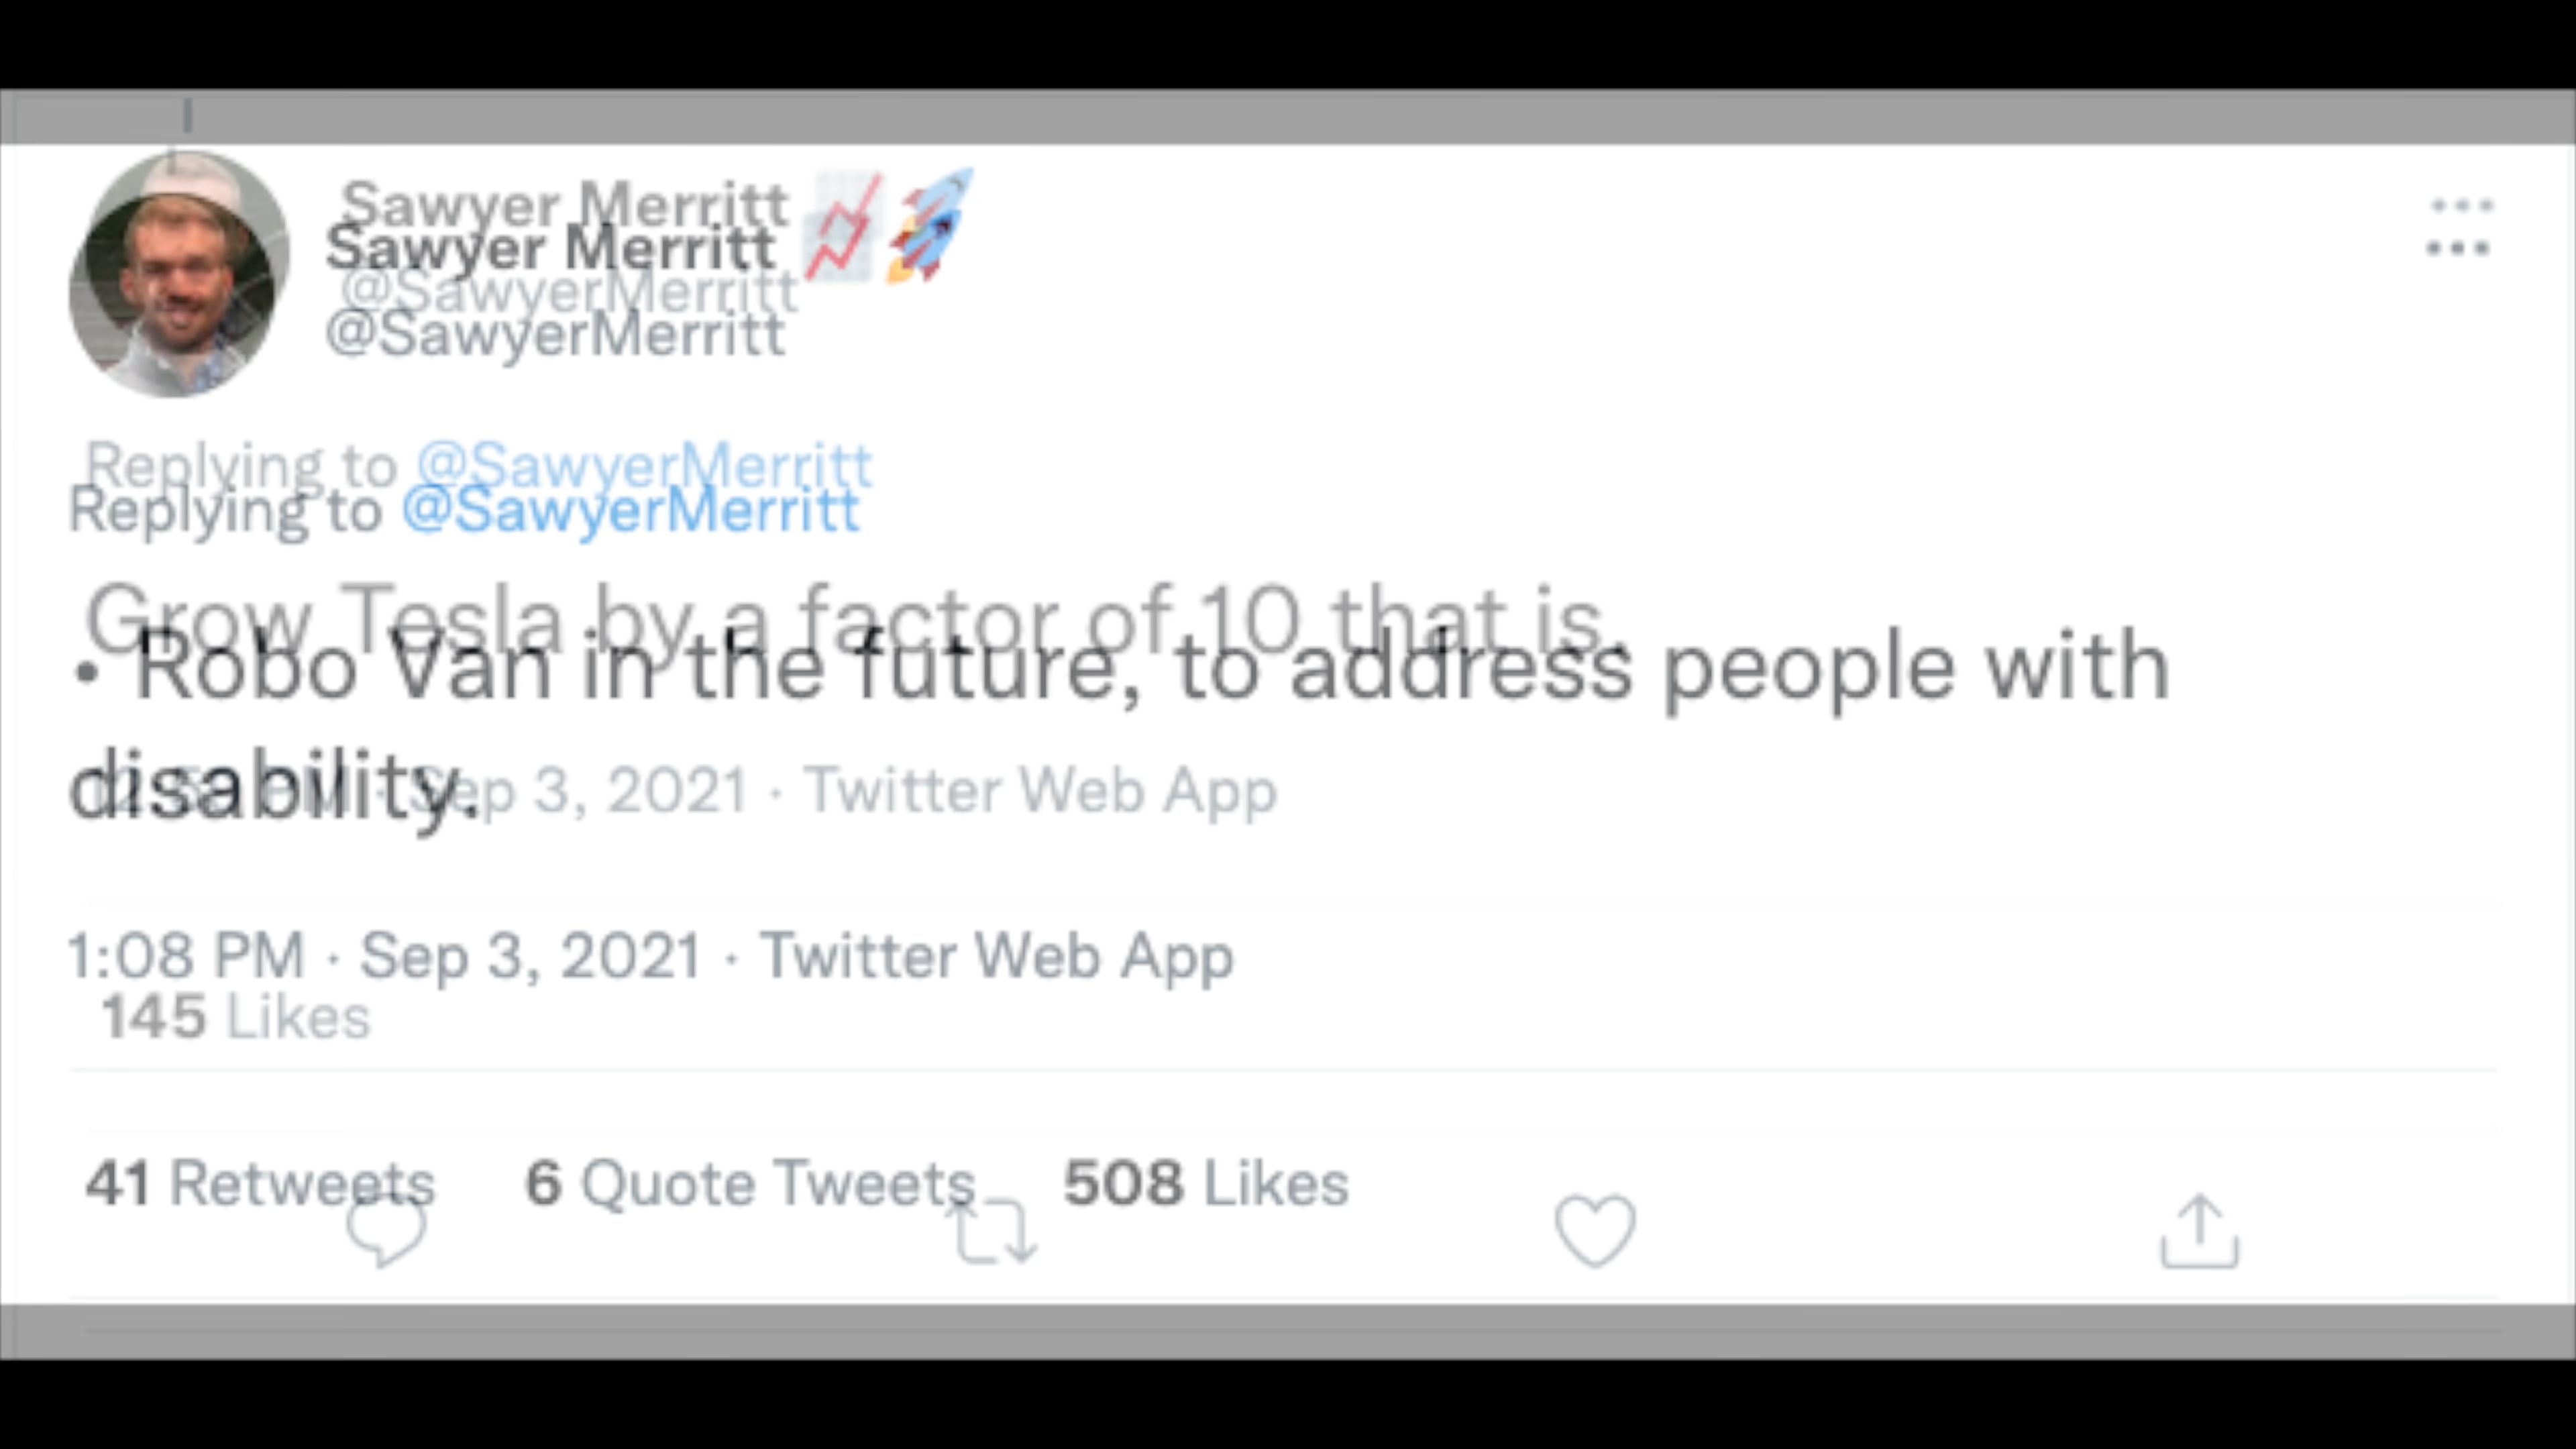 Sawyer Merritt
Sawyer Merritt
@SawyerMerritt
@SawyerMerritt
Replying to @SawyerMerritt
Replying to @SawyerMerritt
Grow Tesla by a factor of 10 that is.
• Robo Van in the future, to address people with
disability.
PM · Sep 3, 2021 · Twitter Web App
1:08 PM · Sep 3, 2021 · Twitter Web App
145 Likes
41 Retweets 6 Quote Tweets 508 Likes